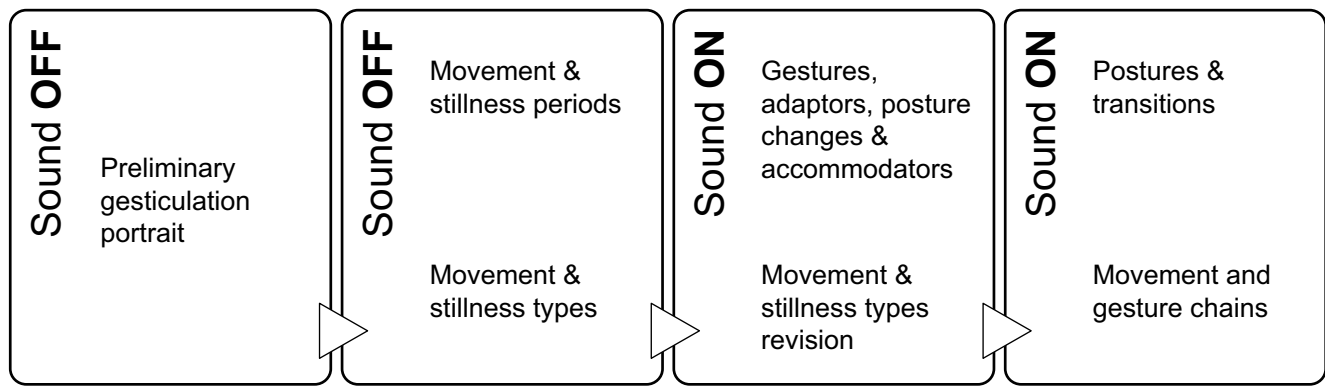 Sound OFF
Preliminary
gesticulation
portrait
Sound OFF
Movement &
stillness periods
Movement &
stillness types
Sound ON
Gestures,
adaptors, posture
changes &
accommodators
Movement &
stillness types
revision
Sound ON
Postures &
transitions
Movement and
gesture chains